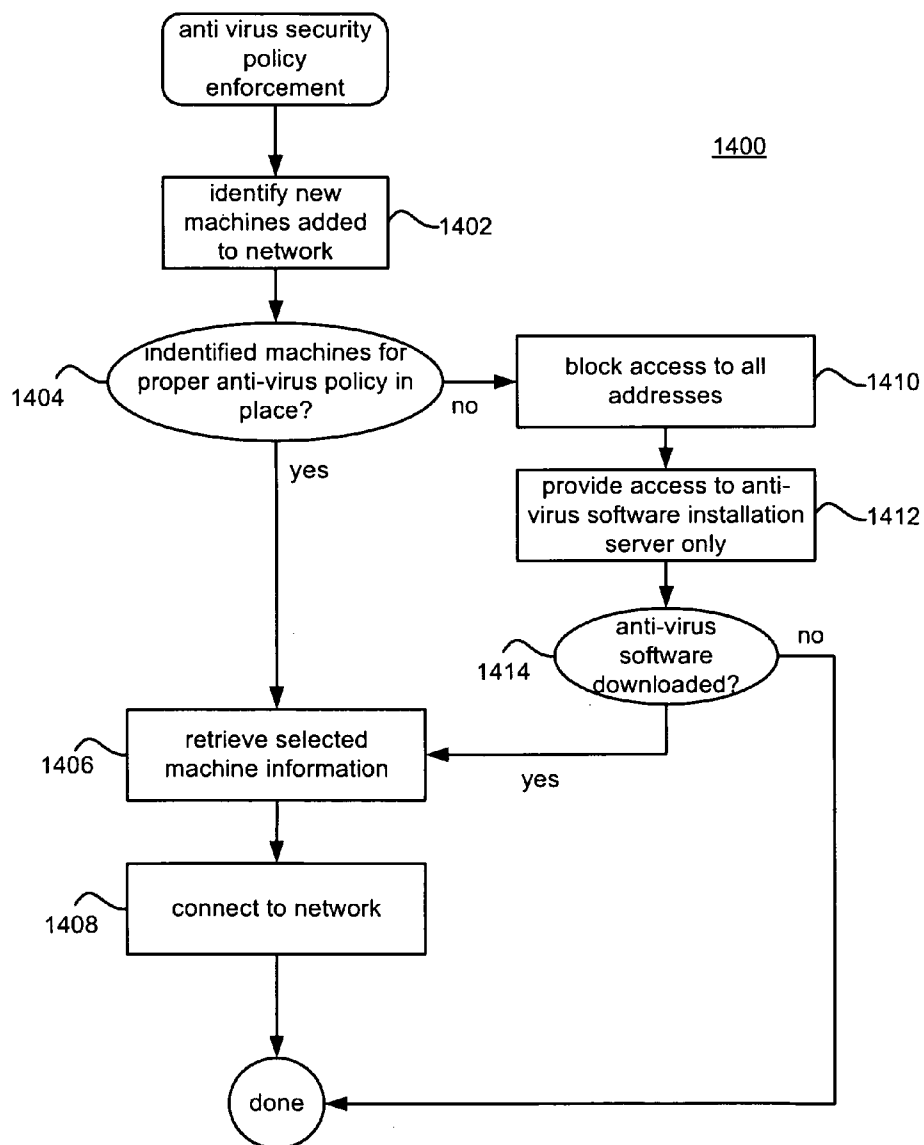 anti virus security
policy
enforcement
1400
identify new
machines added
to network
1402
indentified machines for
proper anti-virus policy in
place?
1404
no
yes
block access to all
addresses
1410
provide access to anti-
virus software installation
server only
1412
anti-virus
software
downloaded?
1414
no
yes
retrieve selected
machine information
1406
connect to network
1408
done